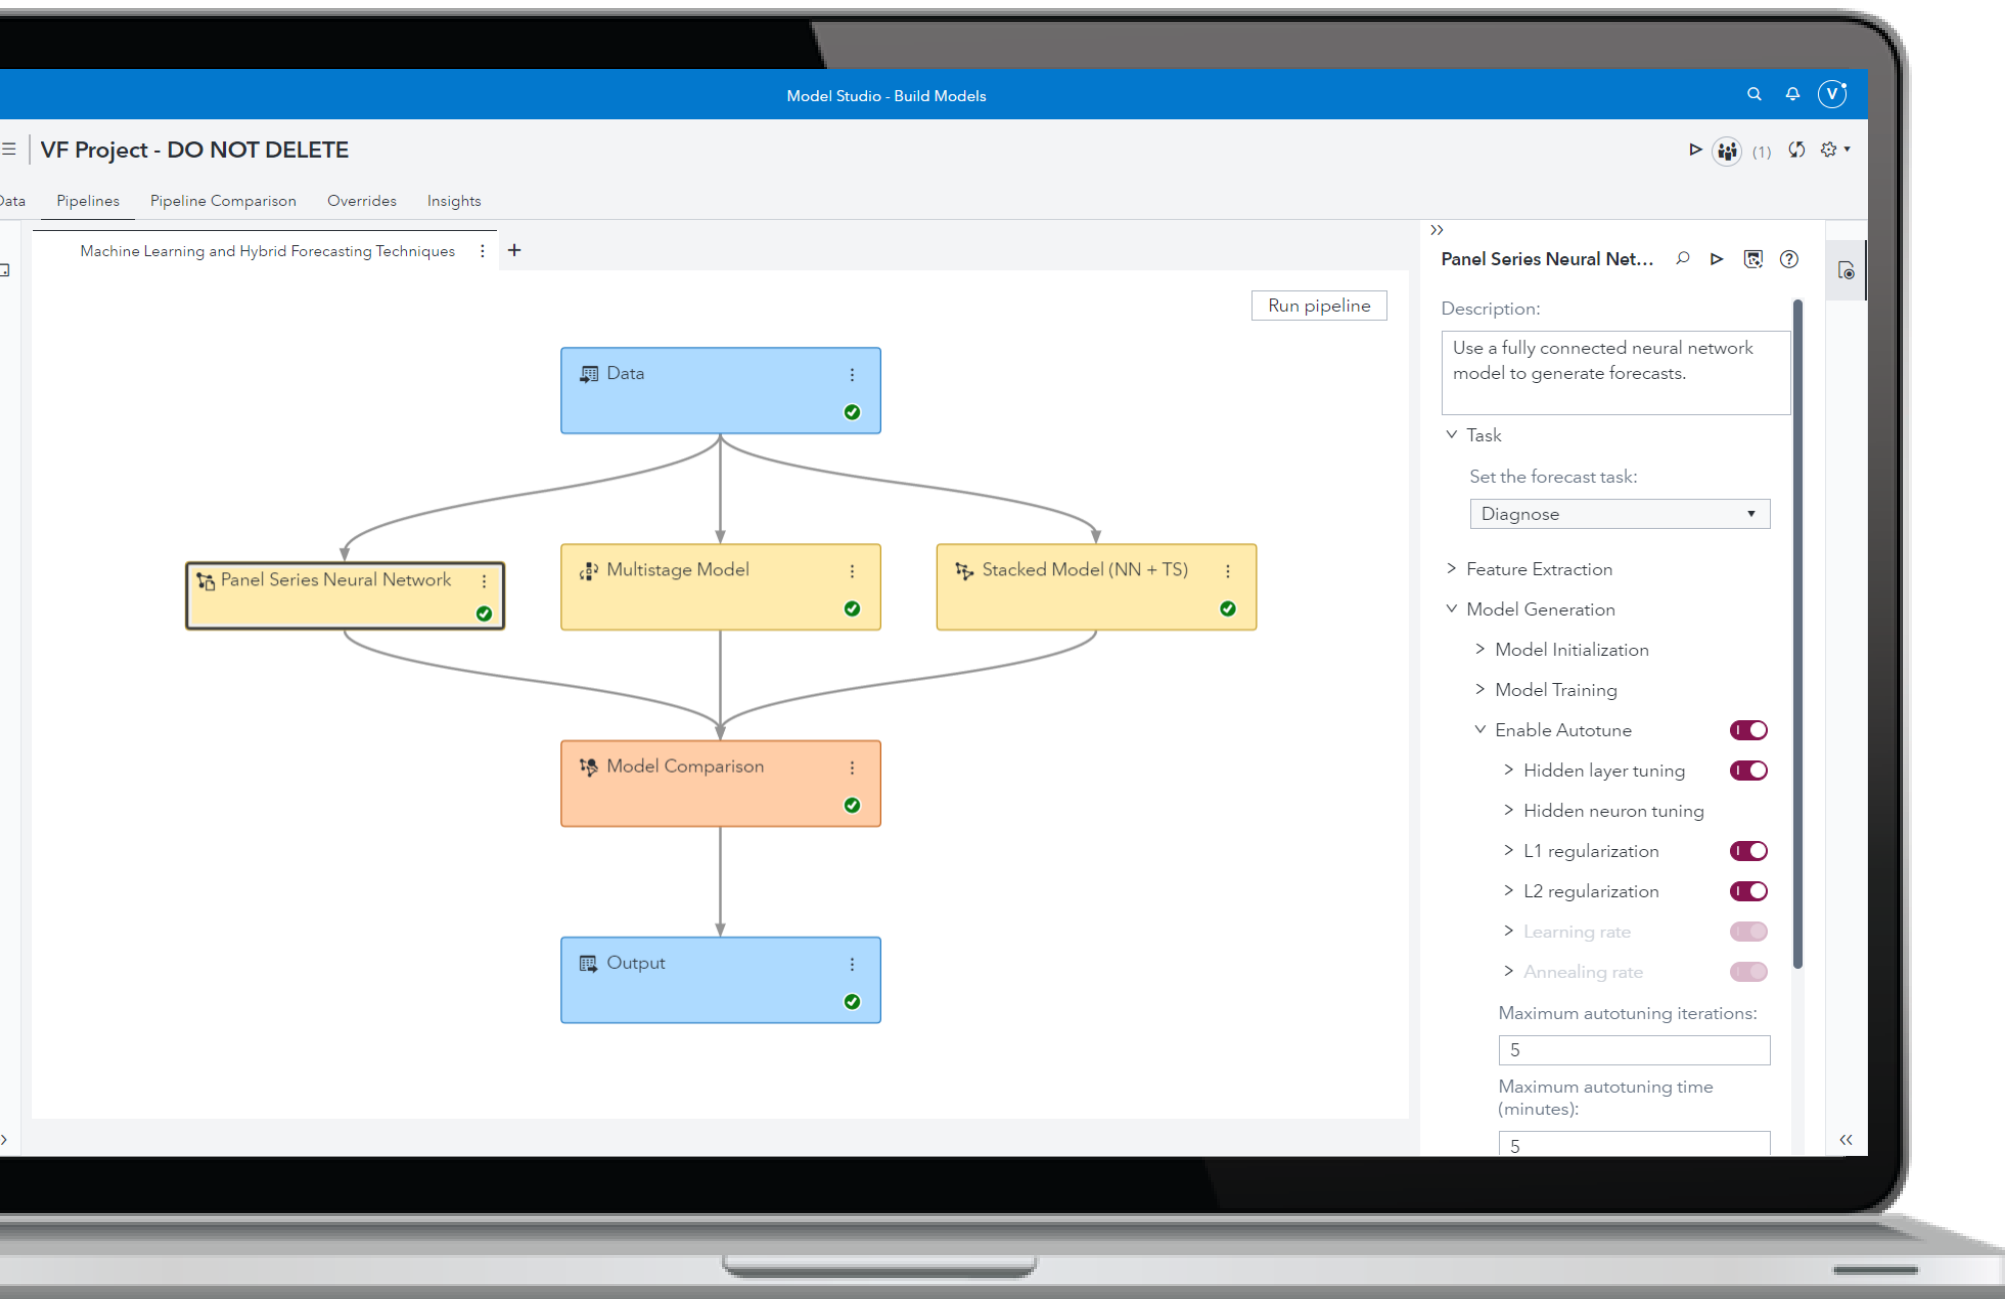 Model Studio - Build Models
V
VF Project - DO NOT DELETE
(1)
Data
Pipelines
Pipeline Comparison
Overrides
Insights
Machine Learning and Hybrid Forecasting Techniques
Run pipeline
Data
Panel Series Neural Network
Multistage Model
Stacked Model (NN + TS)
Model Comparison
Output
Panel Series Neural Net...
Description:
Use a fully connected neural network
model to generate forecasts.
Task
Set the forecast task:
Diagnose
Feature Extraction
Model Generation
Model Initialization
Model Training
Enable Autotune
Hidden layer tuning
Hidden neuron tuning
L1 regularization
L2 regularization
Learning rate
Annealing rate
Maximum autotuning iterations:
5
Maximum autotuning time
(minutes):
5